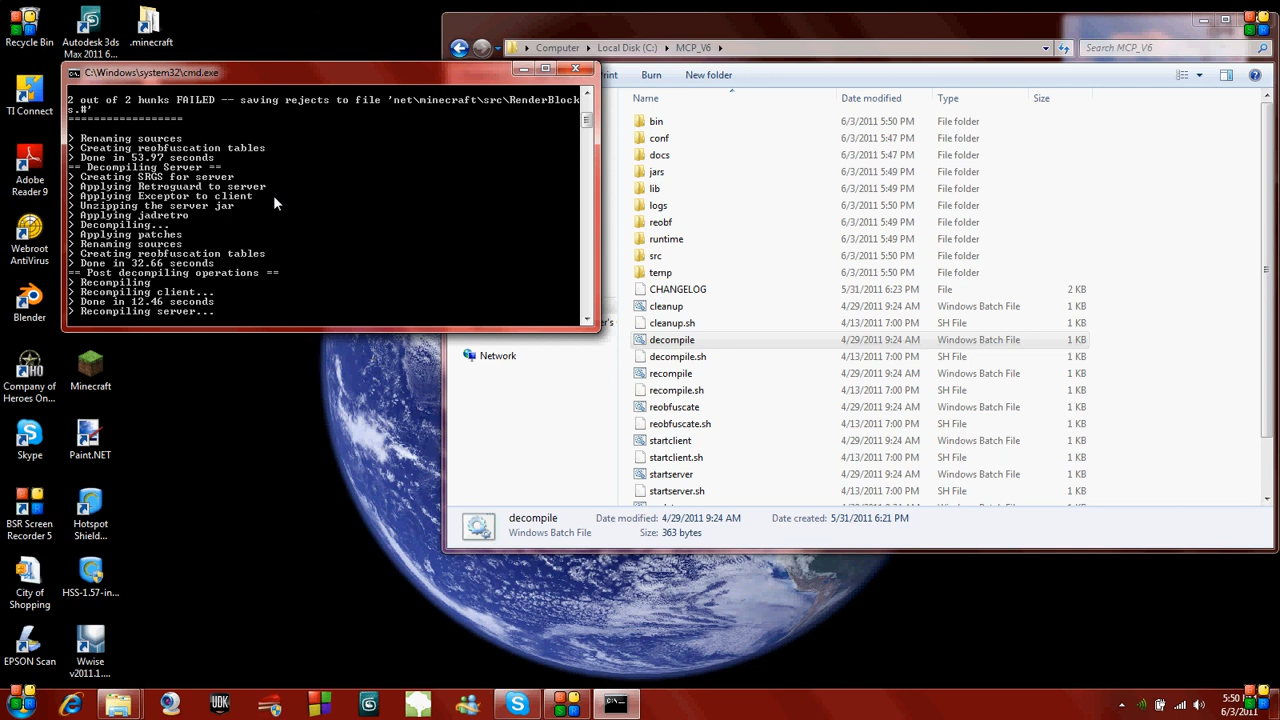 Recycle Bin
Autodesk 3ds
Max 2011 6...
.minecraft
TI Connect
Adobe
Reader 9
Webroot
AntiVirus
Blender
Company of
Heroes On...
Minecraft
Skype
Paint.NET
BSR Screen
Recorder 5
Hotspot
Shield...
City of
Shopping
HSS-1.57-in...
EPSON Scan
Wwise
v2011.1....
C:\Windows\system32\cmd.exe
2 out of 2 hunks FAILED -- saving rejects to file 'net\minecraft\src\RenderBlock
s.#'
==================
> Renaming sources
> Creating reobfuscation tables
> Done in 53.97 seconds
== Decompiling Server ==
> Creating SRGS for server
> Applying Retroguard to server
> Applying Exceptor to client
> Unzipping the server jar
> Applying jadretro
> Decompiling...
> Applying patches
> Renaming sources
> Creating reobfuscation tables
> Done in 32.66 seconds
== Post decompiling operations ==
> Recompiling
> Recompiling client...
> Done in 12.46 seconds
> Recompiling server...
Computer Local Disk (C:) MCP_V6
Search MCP_V6
Print Burn New folder
Name Date modified Type Size
bin 6/3/2011 5:50 PM File folder
conf 6/3/2011 5:50 PM File folder
docs 6/3/2011 5:50 PM File folder
jars 6/3/2011 5:50 PM File folder
lib 6/3/2011 5:50 PM File folder
logs 6/3/2011 5:50 PM File folder
reobf 6/3/2011 5:49 PM File folder
runtime 6/3/2011 5:49 PM File folder
src 6/3/2011 5:50 PM File folder
temp 6/3/2011 5:50 PM File folder
CHANGELOG 5/31/2011 6:23 PM File 2 KB
cleanup 4/29/2011 9:24 AM Windows Batch File 1 KB
cleanup.sh 4/13/2011 7:00 PM SH File 1 KB
decompile 4/29/2011 9:24 AM Windows Batch File 1 KB
decompile.sh 4/13/2011 7:00 PM SH File 1 KB
recompile 4/29/2011 9:24 AM Windows Batch File 1 KB
recompile.sh 4/13/2011 7:00 PM SH File 1 KB
reobfuscate 4/29/2011 9:24 AM Windows Batch File 1 KB
reobfuscate.sh 4/13/2011 7:00 PM SH File 1 KB
startclient 4/29/2011 9:24 AM Windows Batch File 1 KB
startclient.sh 4/13/2011 7:00 PM SH File 1 KB
startserver 4/29/2011 9:24 AM Windows Batch File 1 KB
startserver.sh 4/13/2011 7:00 PM SH File 1 KB
er's
Network
decompile Date modified: 4/29/2011 9:24 AM Date created: 5/31/2011 6:21 PM
Windows Batch File Size: 363 bytes
UDK
5:50
6/3/2011